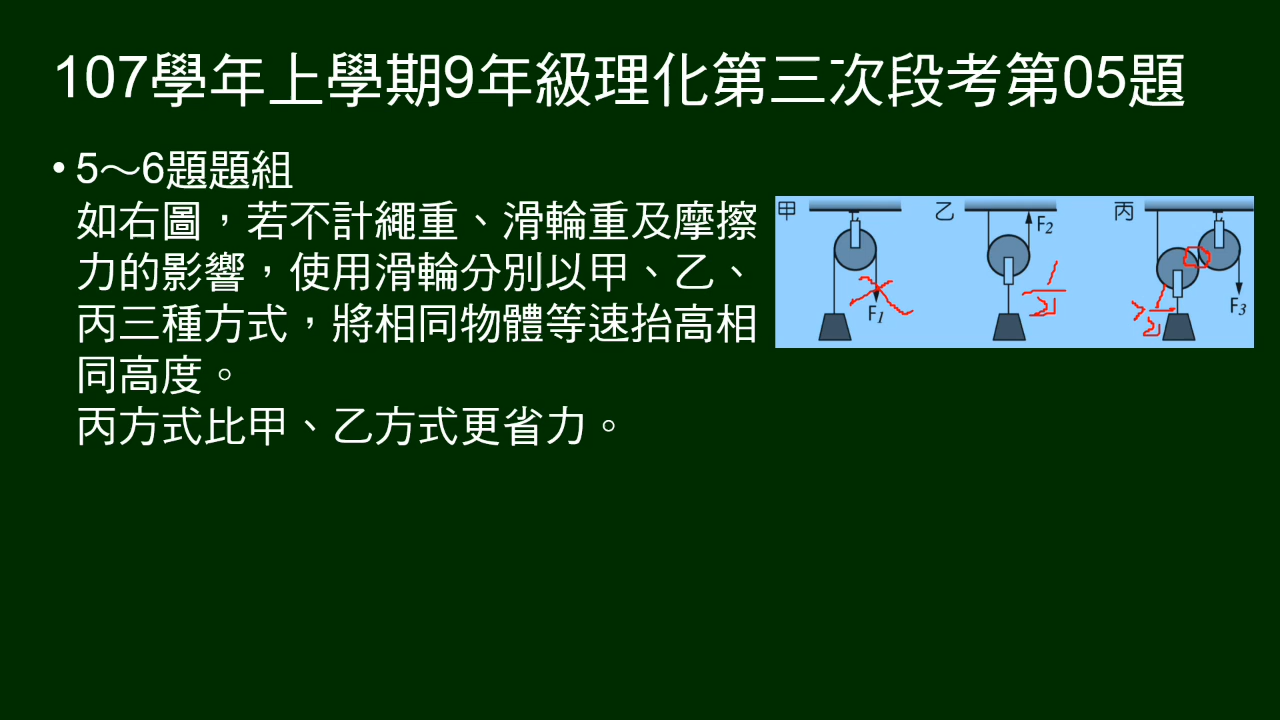 107學年上學期9年級理化第三次段考第05題
• 5～6題題組
如右圖，若不計繩重、滑輪重及摩擦
力的影響，使用滑輪分別以甲、乙、
丙三種方式，將相同物體等速抬高相
同高度。
丙方式比甲、乙方式更省力。
甲
乙
丙
F2
F1
F3
1
2
1
2